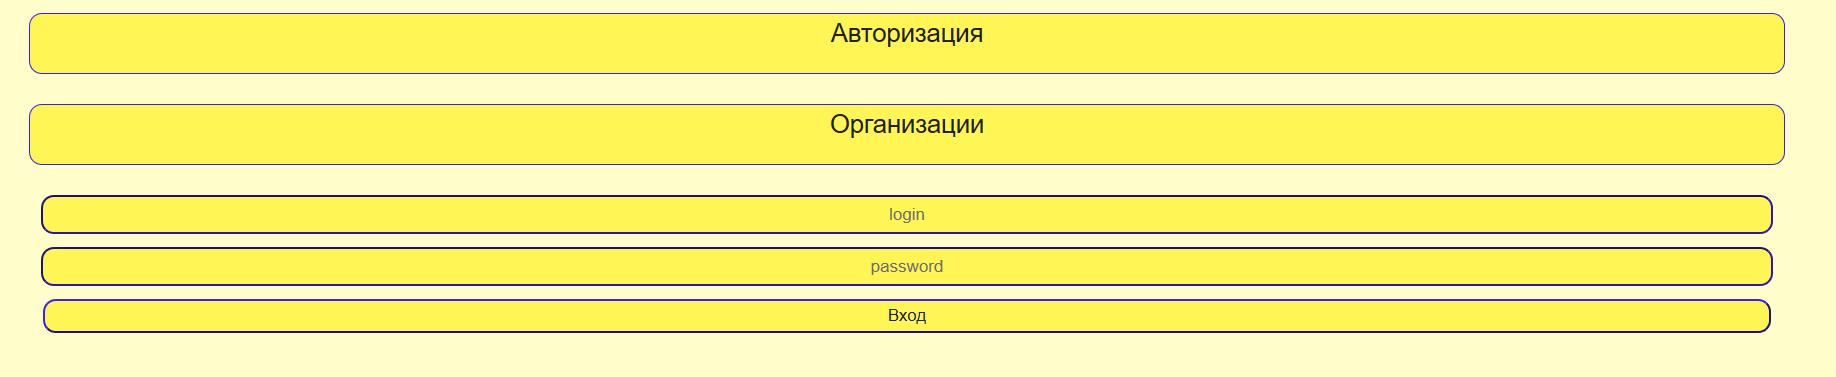 Авторизация
Организации
login
password
Вход